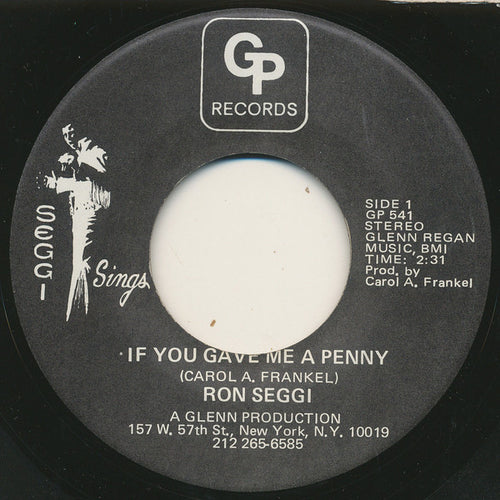 GP
RECORDS
SEGGI
Sings
SIDE 1
GP 541
STEREO
GLENN REGAN
MUSIC, BMI
TIME: 2:31
Prod. by
Carol A. Frankel
IF YOU GAVE ME A PENNY
(CAROL A. FRANKEL)
RON SEGGI
A GLENN PRODUCTION
157 W. 57th St., New York, N.Y. 10019
212 265-6585